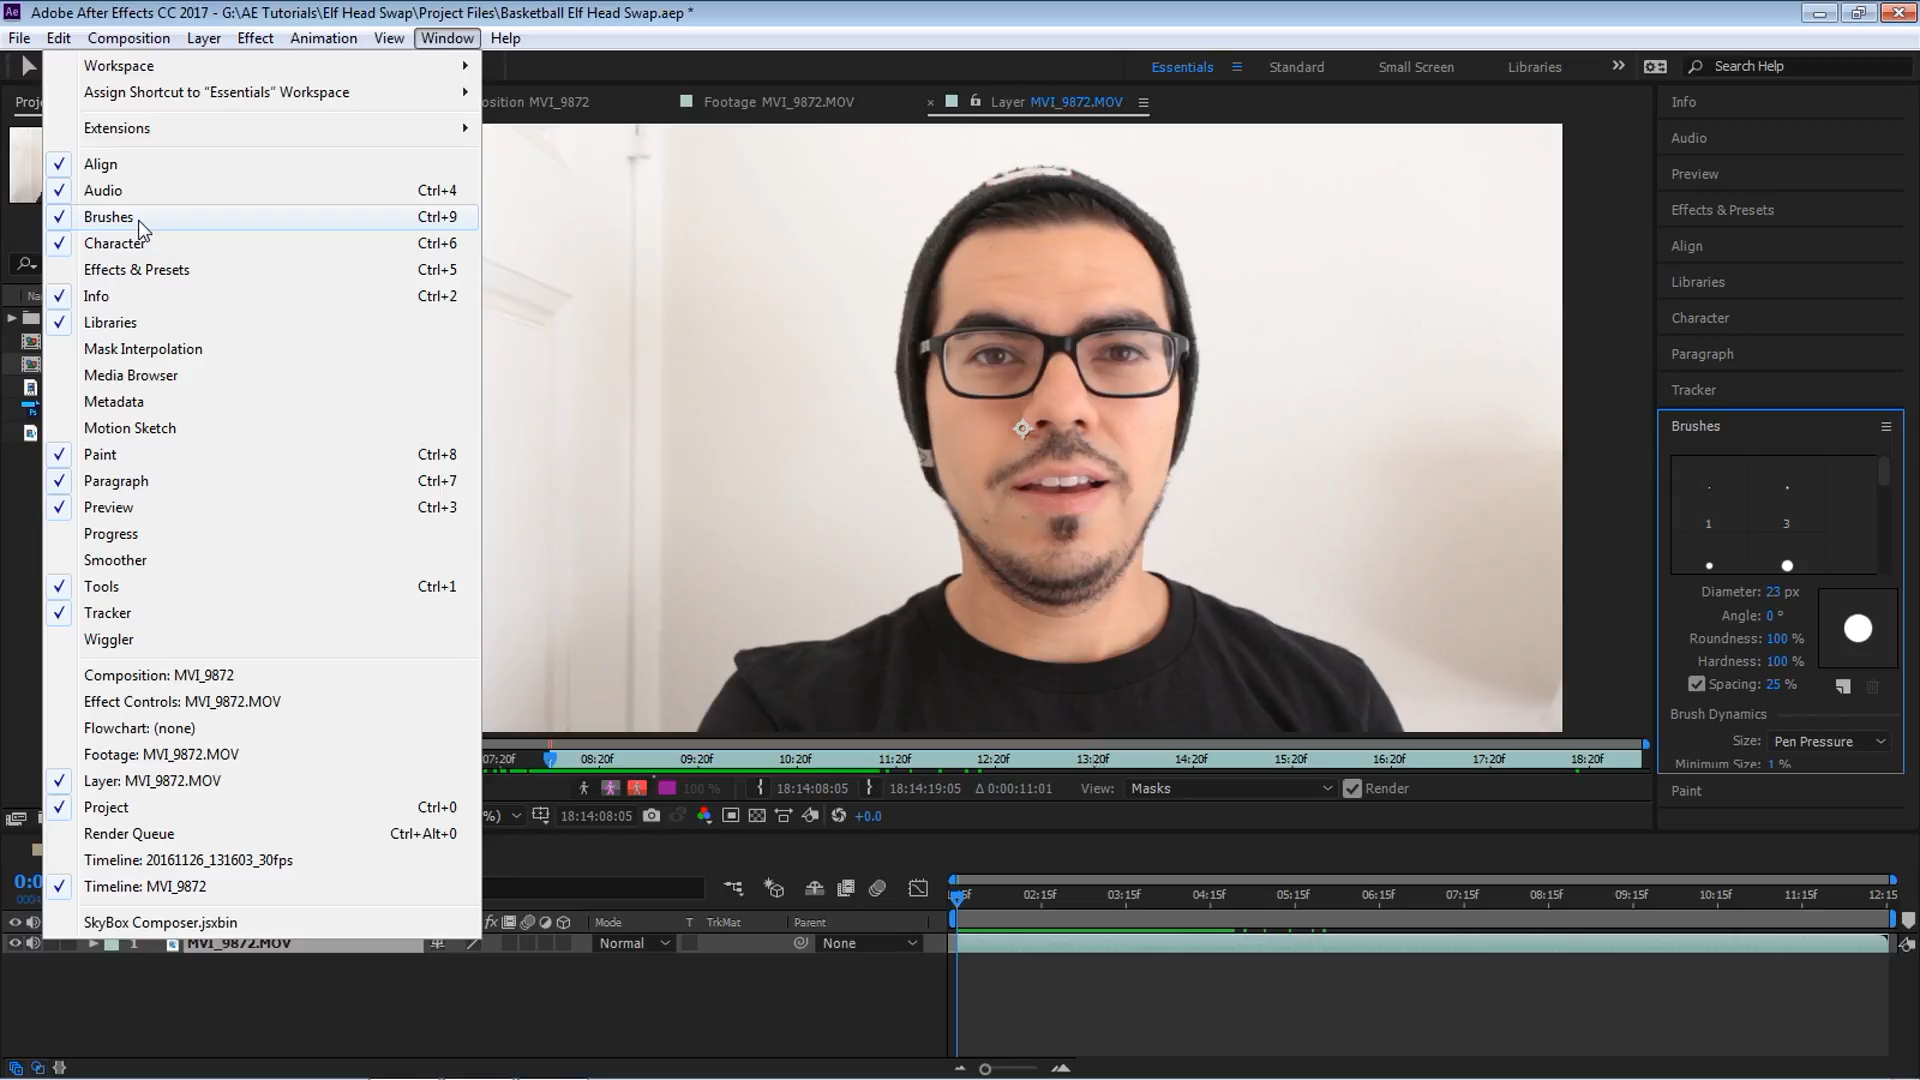 Adobe After Effects CC 2017 - G:\AE Tutorials\Elf Head Swap\Project Files\Basketball Elf Head Swap.aep *
File Edit Composition Layer Effect Animation View Window Help
Essentials Standard Small Screen Libraries Search Help
Workspace
Assign Shortcut to “Essentials” Workspace
Extensions
Align
Audio Ctrl+4
Brushes Ctrl+9
Character Ctrl+6
Effects & Presets Ctrl+5
Info Ctrl+2
Libraries
Mask Interpolation
Media Browser
Metadata
Motion Sketch
Paint Ctrl+8
Paragraph Ctrl+7
Preview Ctrl+3
Progress
Smoother
Tools Ctrl+1
Tracker
Wiggler
Composition: MVI_9872
Effect Controls: MVI_9872.MOV
Flowchart: (none)
Footage: MVI_9872.MOV
Layer: MVI_9872.MOV
Project Ctrl+0
Render Queue Ctrl+Alt+0
Timeline: 20161126_131603_30fps
Timeline: MVI_9872
SkyBox Composer.jsxbin
osition MVI_9872 Footage MVI_9872.MOV × Layer MVI_9872.MOV
Info
Audio
Preview
Effects & Presets
Align
Libraries
Character
Paragraph
Tracker
Brushes
1 3
Diameter: 23 px
Angle: 0 °
Roundness: 100 %
Hardness: 100 %
Spacing: 25 %
Brush Dynamics
Size: Pen Pressure
Minimum Size: 1 %
Paint
07:20f 08:20f 09:20f 10:20f 11:20f 12:20f 13:20f 14:20f 15:20f 16:20f 17:20f 18:20f
100 % 18:14:08:05 18:14:19:05 Δ 0:00:11:01 View: Masks Render
%) 18:14:08:05 +0.0
02:15f 03:15f 04:15f 05:15f 06:15f 07:15f 08:15f 09:15f 10:15f 11:15f 12:15
fx Mode T TrkMat Parent
1 MVI_9872.MOV Normal None